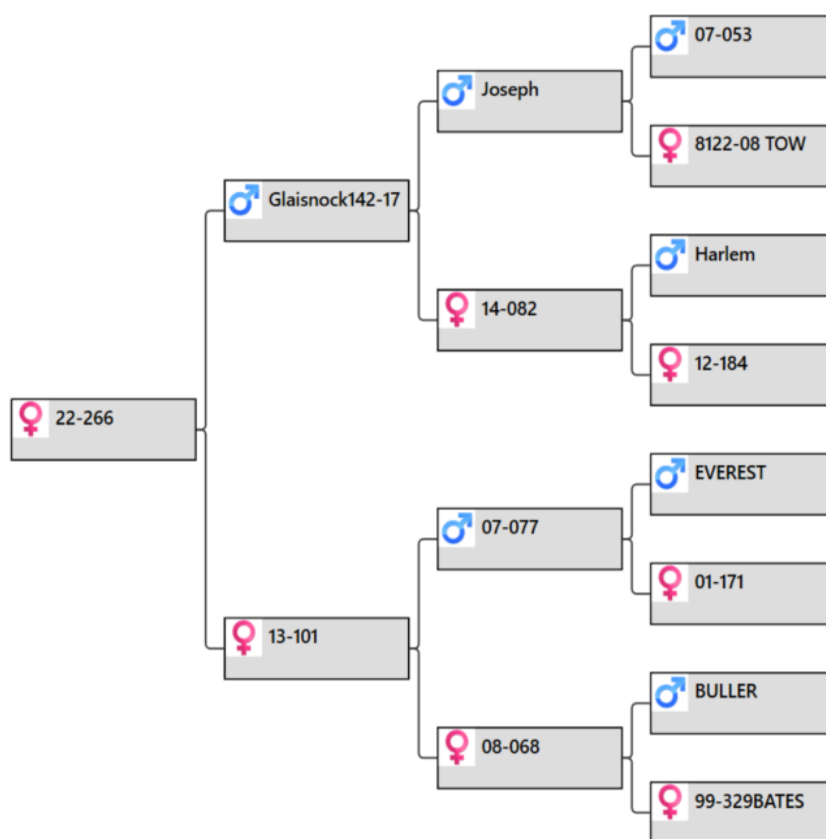 07-053
Joseph
8122-08 TOW
Glaisnock142-17
Harlem
14-082
12-184
22-266
EVEREST
07-077
01-171
13-101
BULLER
08-068
99-329BATES